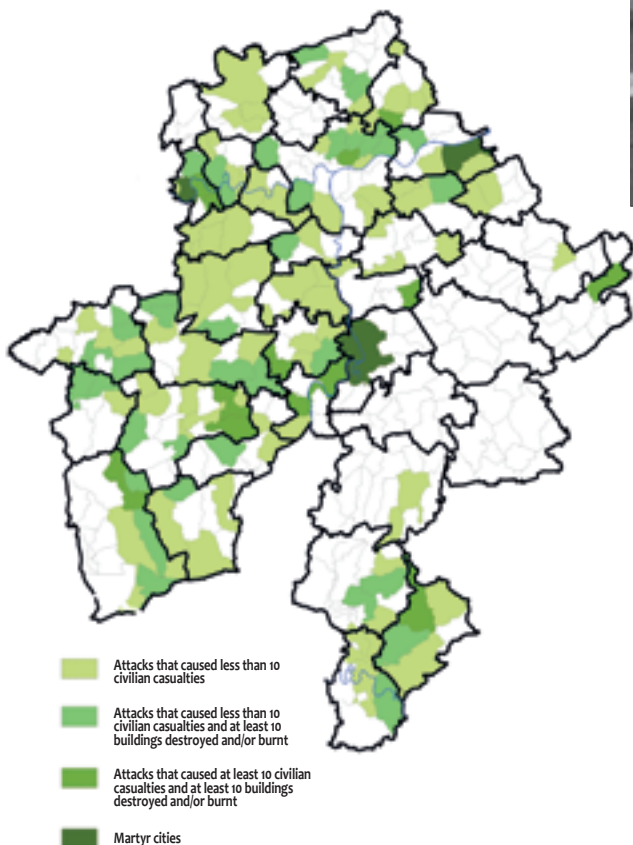 Attacks that caused less than 10
civilian casualties
Attacks that caused less than 10
civilian casualties and at least 10
buildings destroyed and/or burnt
Attacks that caused at least 10 civilian
casualties and at least 10 buildings
destroyed and/or burnt
Martyr cities